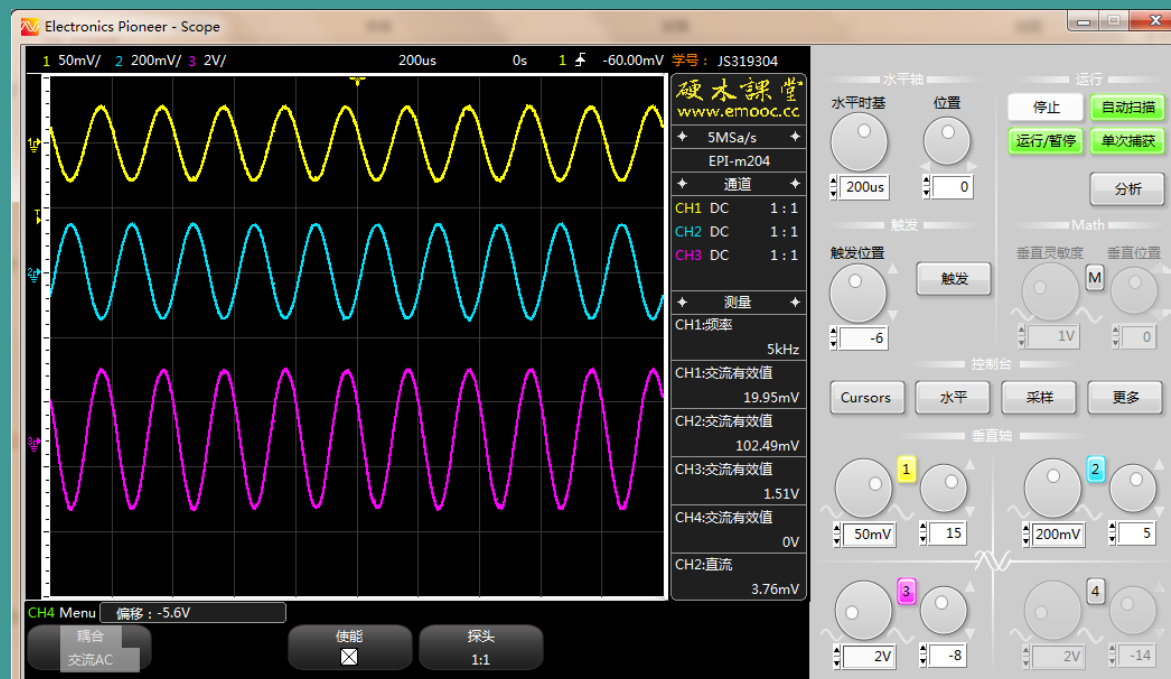 Electronics Pioneer - Scope
1 50mV/ 2 200mV/ 3 2V/ 200us 0s 1 -60.00mV 学号： JS319304
硬木課堂
www.emooc.cc
5MSa/s
EPI-m204
通道
CH1 DC 1 : 1
CH2 DC 1 : 1
CH3 DC 1 : 1
测量
CH1:频率
5kHz
CH1:交流有效值
19.95mV
CH2:交流有效值
102.49mV
CH3:交流有效值
1.51V
CH4:交流有效值
0V
CH2:直流
3.76mV
1
T
2
3
CH4 Menu 偏移：-5.6V
耦合
交流AC
使能
探头
1:1
水平轴
水平时基 位置
200us 0
运行
停止 自动扫描
运行/暂停 单次捕获
分析
触发
触发位置
触发
-6
Math
垂直灵敏度 垂直位置
M
1V 0
控制台
Cursors 水平 采样 更多
垂直轴
1
50mV 15
2
200mV 5
3
2V -8
4
2V -14